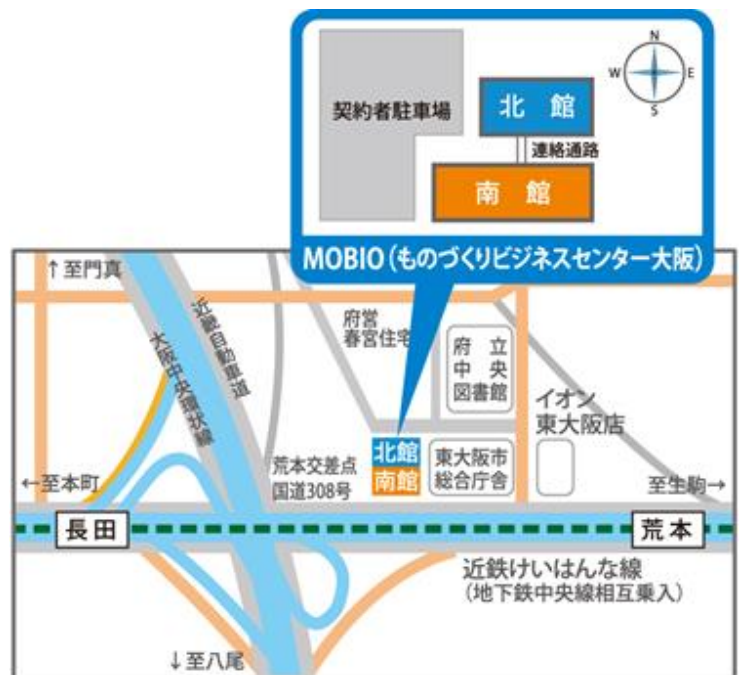 N
W
E
S
契約者駐車場
北 館
連絡通路
南 館
MOBIO(ものづくりビジネスセンター大阪)
↑至門真
近畿自動車道
大阪中央環状線
府営
春宮住宅
府 立
中 央
図書館
イオン
東大阪店
荒本交差点
国道308号
北館
南館
東大阪市
総合庁舎
←至本町
至生駒→
長田
荒本
近鉄けいはんな線
(地下鉄中央線相互乗入)
↓至八尾